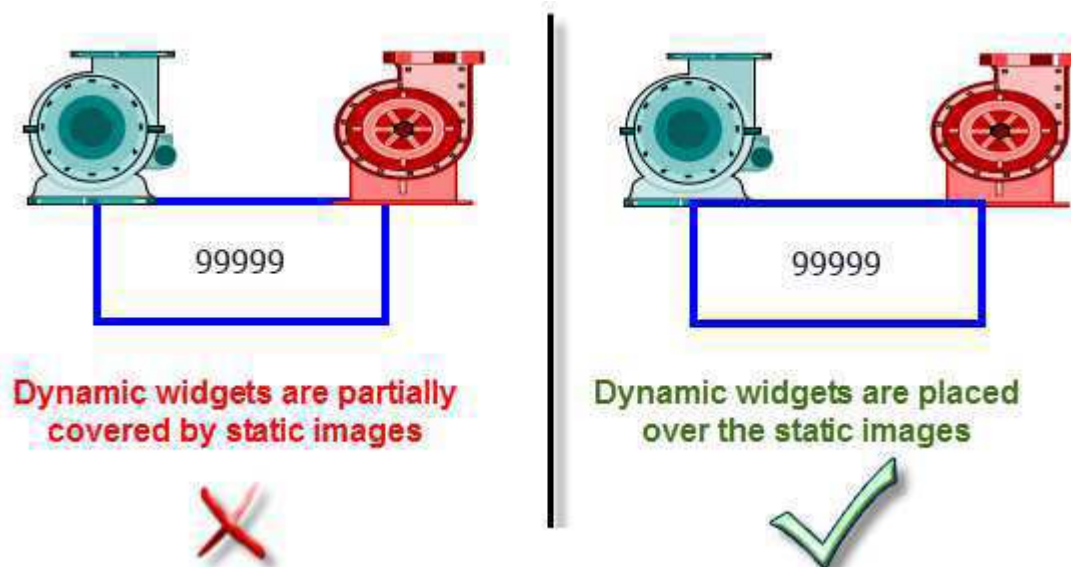 99999
Dynamic widgets are partially
covered by static images
99999
Dynamic widgets are placed
over the static images